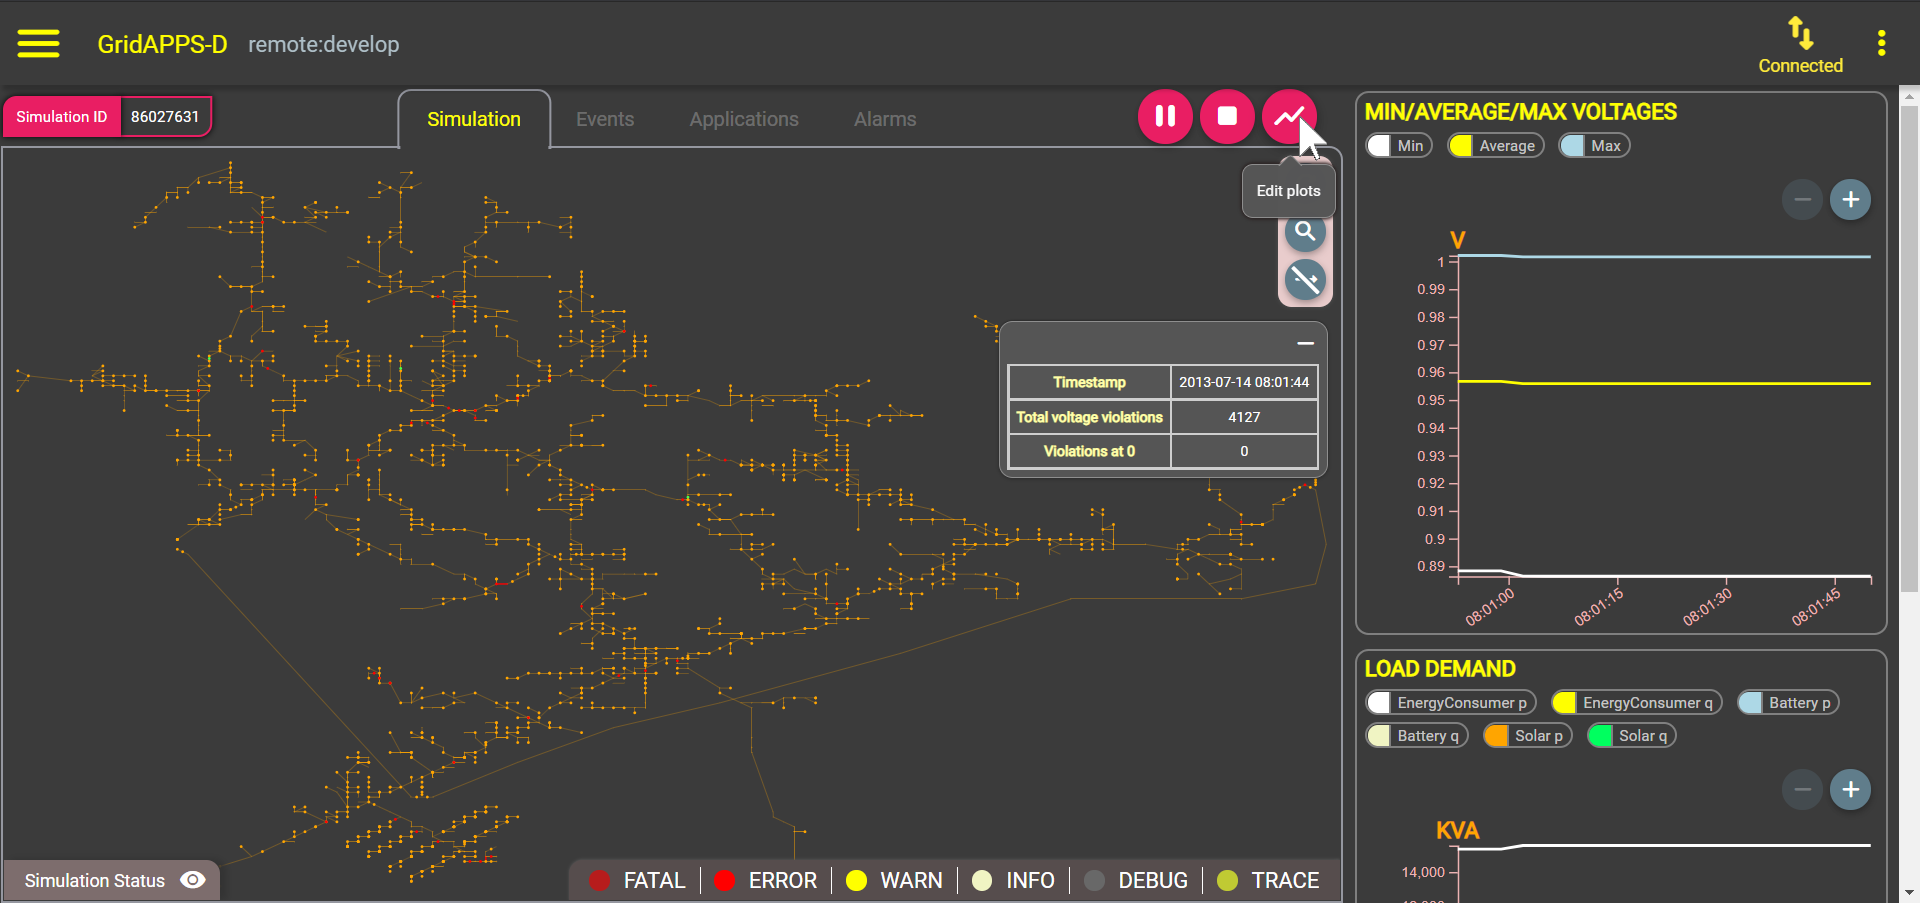 GridAPPS-D remote:develop
Connected
Simulation ID 86027631
Simulation Events Applications Alarms
Edit plots
Timestamp 2013-07-14 08:01:44
Total voltage violations 4127
Violations at 0 0
MIN/AVERAGE/MAX VOLTAGES
Min Average Max
V
1
0.99
0.98
0.97
0.96
0.95
0.94
0.93
0.92
0.91
0.9
0.89
08:01:00 08:01:15 08:01:30 08:01:45
LOAD DEMAND
EnergyConsumer p EnergyConsumer q Battery p
Battery q Solar p Solar q
KVA
14,000
Simulation Status
FATAL ERROR WARN INFO DEBUG TRACE